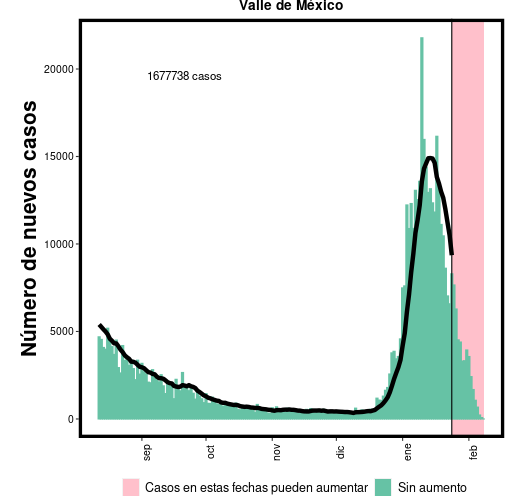 Valle de México
1677738 casos
Número de nuevos casos
20000
15000
10000
5000
0
sep
oct
nov
dic
ene
feb
Casos en estas fechas pueden aumentar
Sin aumento